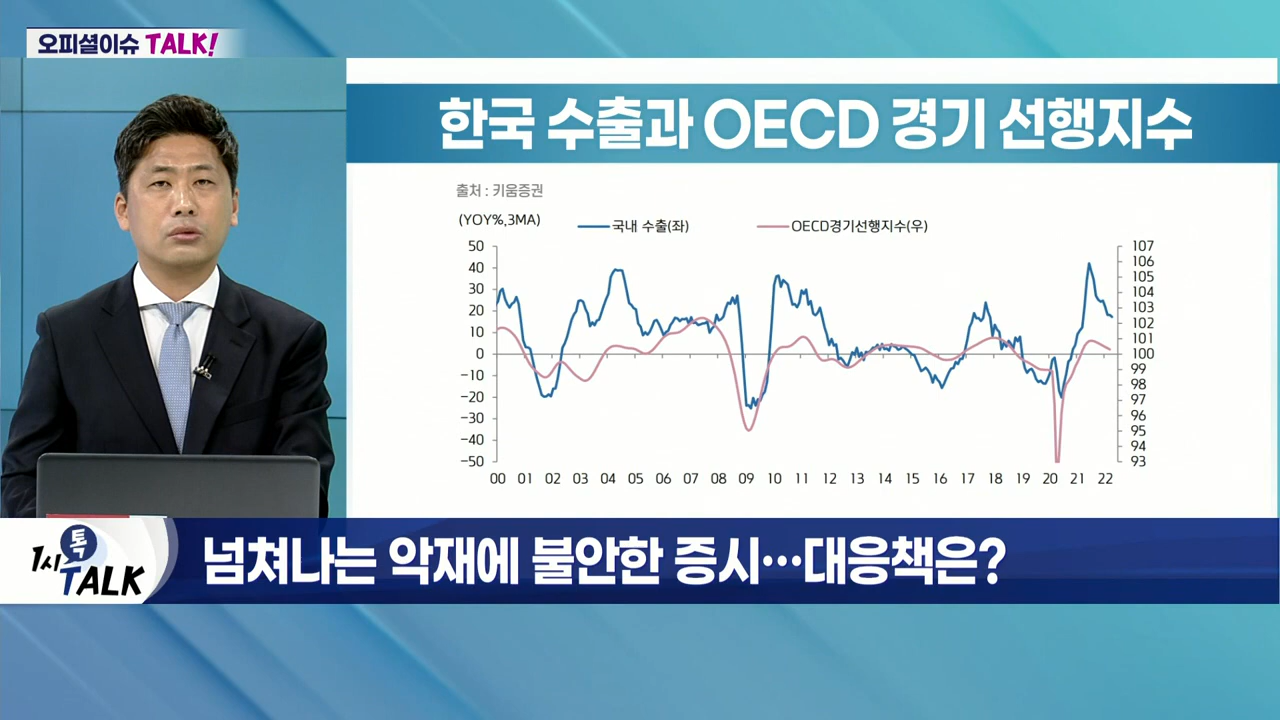 오피셜이슈 TALK!
한국 수출과 OECD 경기 선행지수
출처 : 키움증권
(YOY%,3MA)
국내 수출(좌)
OECD경기선행지수(우)
50
40
30
20
10
0
−10
−20
−30
−40
−50
107
106
105
104
103
102
101
100
99
98
97
96
95
94
93
00 01 02 03 04 05 06 07 08 09 10 11 12 13 14 15 16 17 18 19 20 21 22
1시톡
TALK
넘쳐나는 악재에 불안한 증시…대응책은?